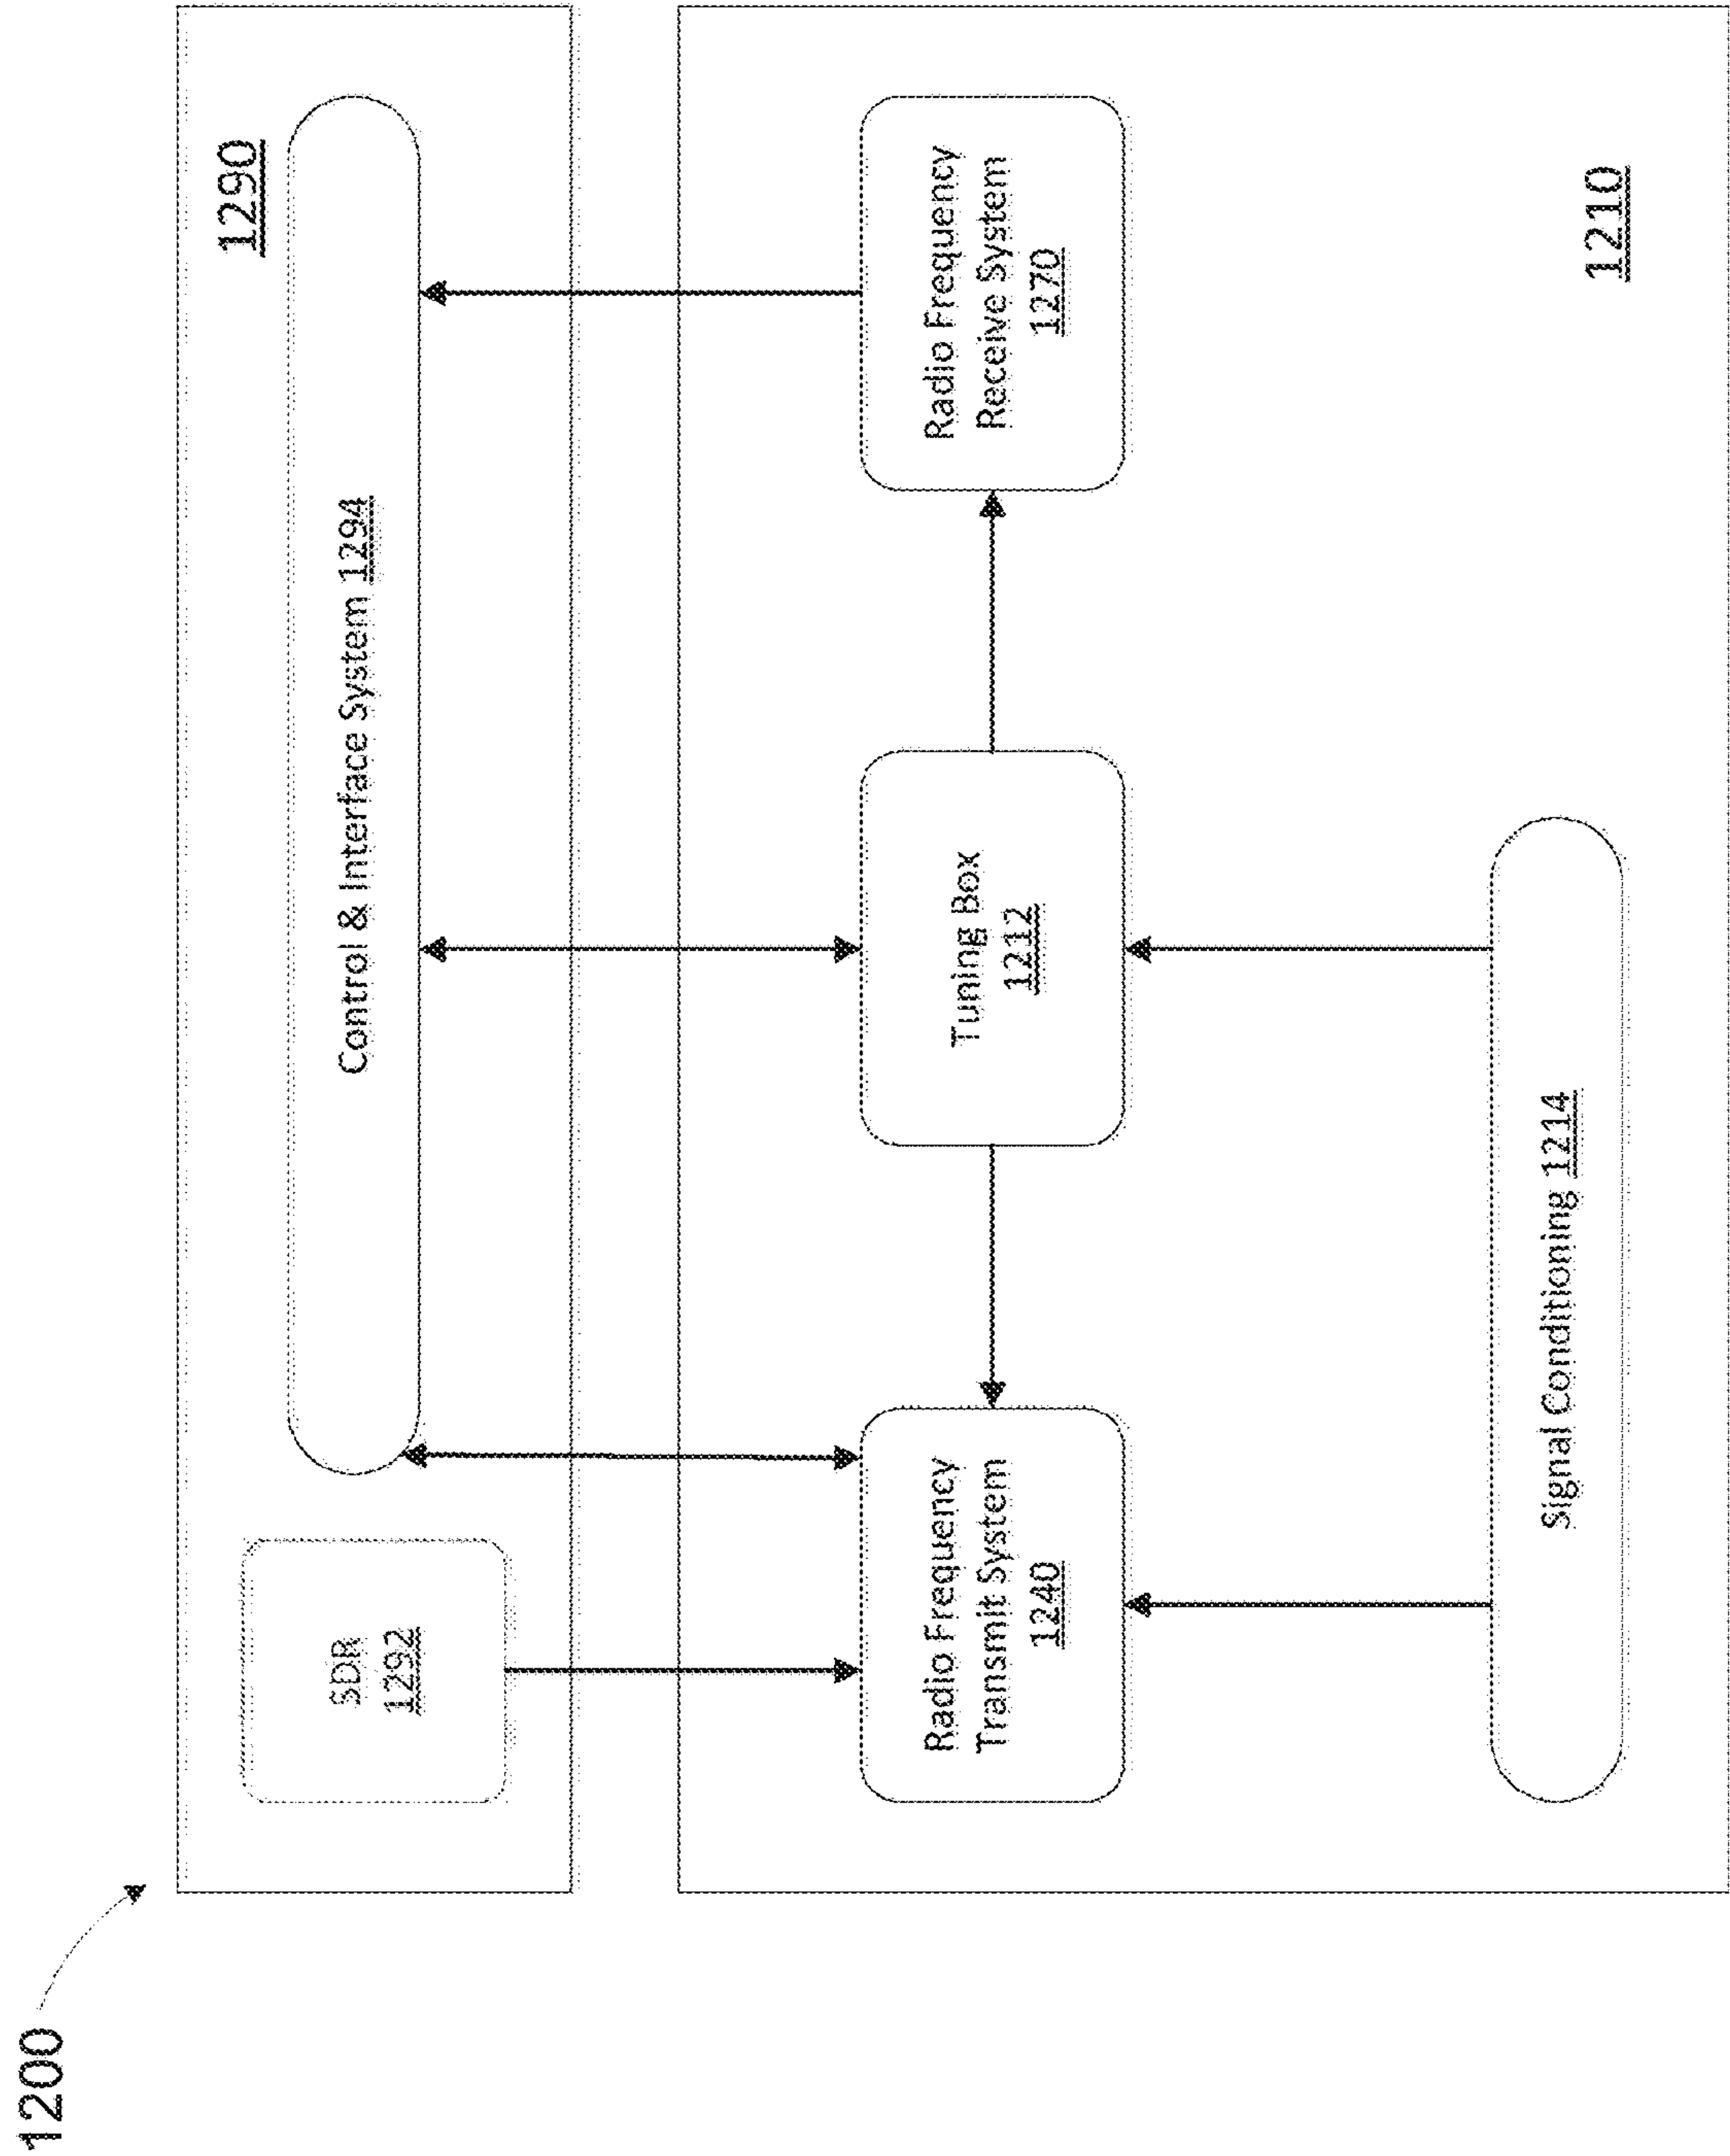 1200
1290
SDR
1292
Control & Interface System 1294
Radio Frequency
Transmit System
1240
Tuning Box
1212
Radio Frequency
Receive System
1270
Signal Conditioning 1214
1210